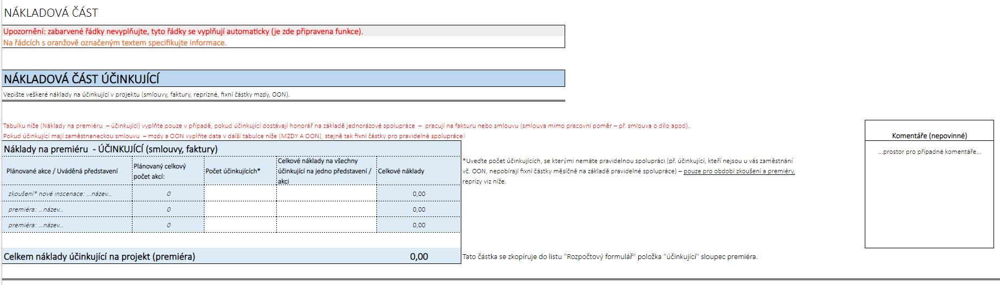 NÁKLADOVÁ ČÁST
Upozornění: zabarvené řádky nevyplňujte, tyto řádky se vyplňují automaticky (je zde připravena funkce).
Na řádcích s oranžově označeným textem specifikujte informace.
NÁKLADOVÁ ČÁST ÚČINKUJÍCÍ
Vepište veškeré náklady na účinkující v projektu (smlouvy, faktury, reprízné, fixní částky mzdy, OON).
Tabulku níže (Náklady na premiéru – účinkující) vyplňte pouze v případě, pokud účinkující dostávají honorář na základě jednorázové spolupráce – pracují na fakturu nebo smlouvu (smlouva mimo pracovní poměr – př. smlouva o dílo apod).
Pokud účinkující mají zaměstnaneckou smlouvu – mzdy a OON vyplňte data v další tabulce níže (MZDY A OON), stejně tak fixní částky pro pravidelné spolupráce!
Náklady na premiéru - ÚČINKUJÍCÍ (smlouvy, faktury)
Plánované akce / Uváděná představení
Plánovaný celkový
počet akcí:
Počet účinkujících*
Celkové náklady na všechny
účinkující na jedno představení /
akci
Celkové náklady
zkoušení* nové inscenace: ...název...
0
0,00
premiéra: ...název...
0
0,00
premiéra: ...název...
0
0,00
Celkem náklady účinkující na projekt (premiéra)
0,00
*Uveďte počet účinkujících, se kterými nemáte pravidelnou spolupráci (př. účinkující, kteří nejsou u vás zaměstnání
vč. OON, nepobírají fixní částky měsíčně na základě pravidelné spolupráce) – pouze pro období zkoušení a premiéry,
reprízy viz níže.
Tato částka se zkopíruje do listu "Rozpočtový formulář" položka "účinkující" sloupec premiéra.
Komentáře (nepovinné)
...prostor pro případné komentáře...